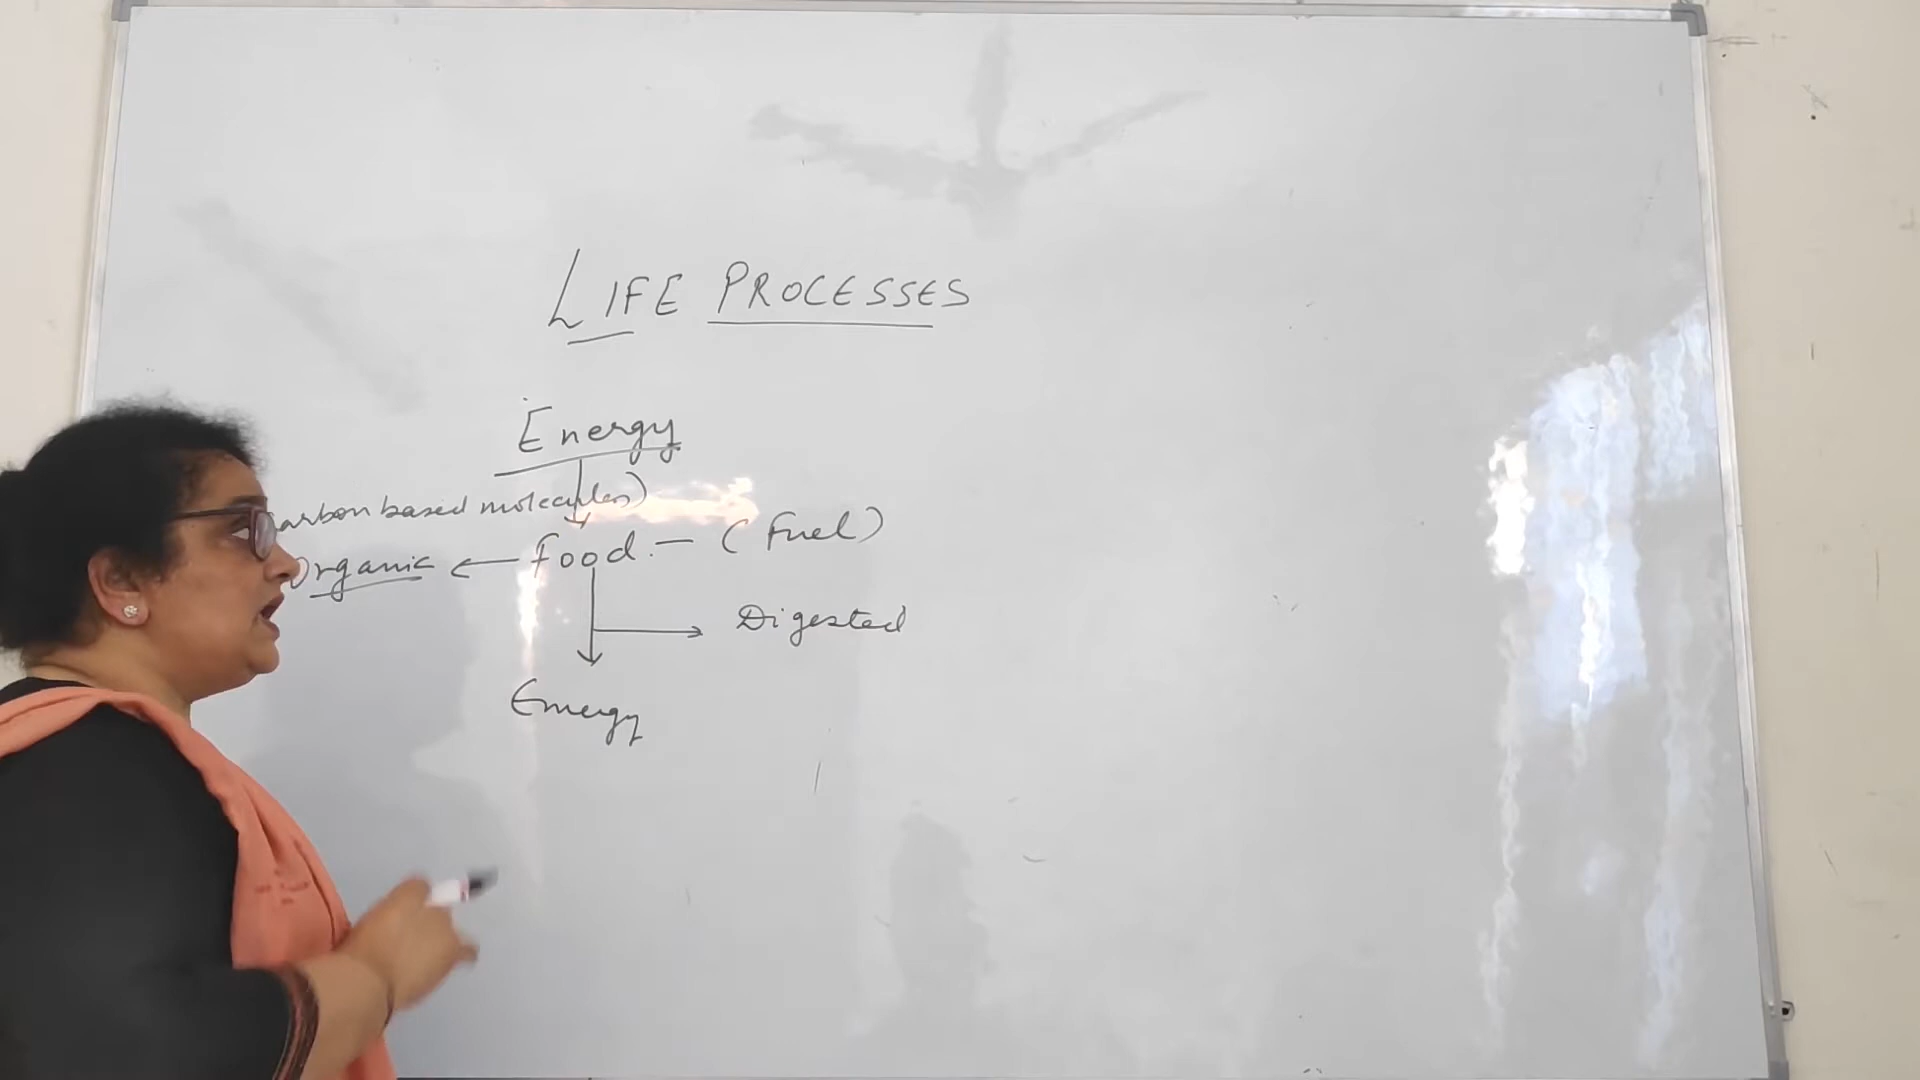 LIFE PROCESSES
Energy
arbon based molecules)
Organic ← Food. — (Fuel)
Digested
Energy